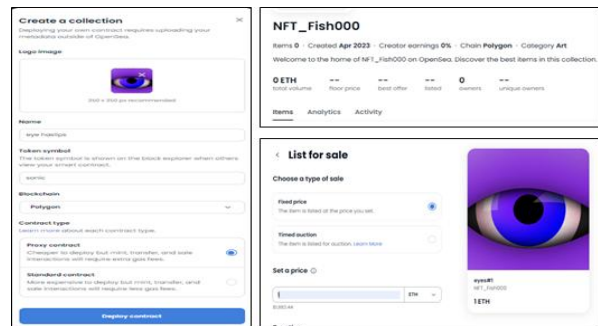 Create a collection
Deploying your own contract requires uploading your
metadata outside of OpenSea.
Logo image
350 x 350 px recommended
Name
eye hairlips
Token symbol
The token symbol is shown on the block explorer when others
view your smart contract.
sonic
Blockchain
Polygon
Contract type
Learn more about each contract type.
Proxy contract
Cheaper to deploy but mint, transfer, and sale
interactions will require extra gas fees.
Standard contract
More expensive to deploy but mint, transfer, and
sale interactions will require less gas fees.
Deploy contract
NFT_Fish000
Items 0 · Created Apr 2023 · Creator earnings 0% · Chain Polygon · Category Art
Welcome to the home of NFT_Fish000 on OpenSea. Discover the best items in this collection.
0 ETH -- -- -- 0 --
total volume floor price best offer listed owners unique owners
Items Analytics Activity
List for sale
Choose a type of sale
Fixed price
The item is listed at the price you set.
Timed auction
The item is listed for auction. Learn More
Set a price
1 ETH
eyes#1
NFT_Fish000
1 ETH